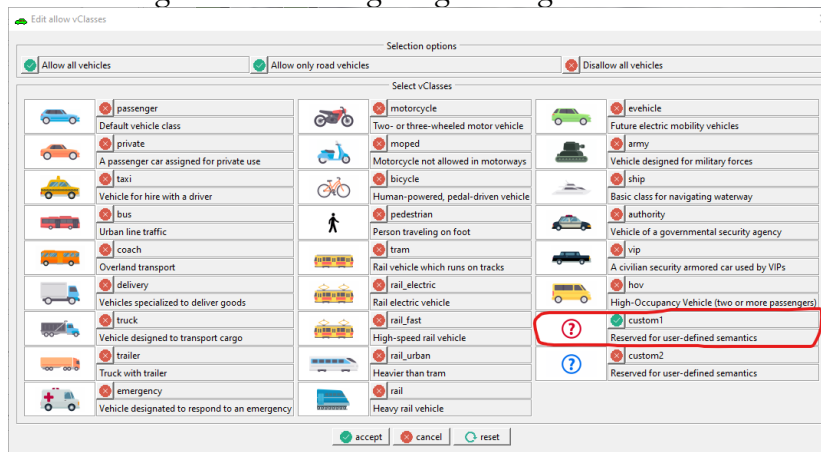 Edit allow vClasses
Selection options
Allow all vehicles
Allow only road vehicles
Disallow all vehicles
Select vClasses
passenger
Default vehicle class
private
A passenger car assigned for private use
taxi
Vehicle for hire with a driver
bus
Urban line traffic
coach
Overland transport
delivery
Vehicles specialized to deliver goods
truck
Vehicle designed to transport cargo
trailer
Truck with trailer
emergency
Vehicle designated to respond to an emergency
motorcycle
Two- or three-wheeled motor vehicle
moped
Motorcycle not allowed in motorways
bicycle
Human-powered, pedal-driven vehicle
pedestrian
Person traveling on foot
tram
Rail vehicle which runs on tracks
rail_electric
Rail electric vehicle
rail_fast
High-speed rail vehicle
rail_urban
Heavier than tram
rail
Heavy rail vehicle
evehicle
Future electric mobility vehicles
army
Vehicle designed for military forces
ship
Basic class for navigating waterway
authority
Vehicle of a governmental security agency
vip
A civilian security armored car used by VIPs
hov
High-Occupancy Vehicle (two or more passengers)
?
custom1
Reserved for user-defined semantics
?
custom2
Reserved for user-defined semantics
accept
cancel
reset